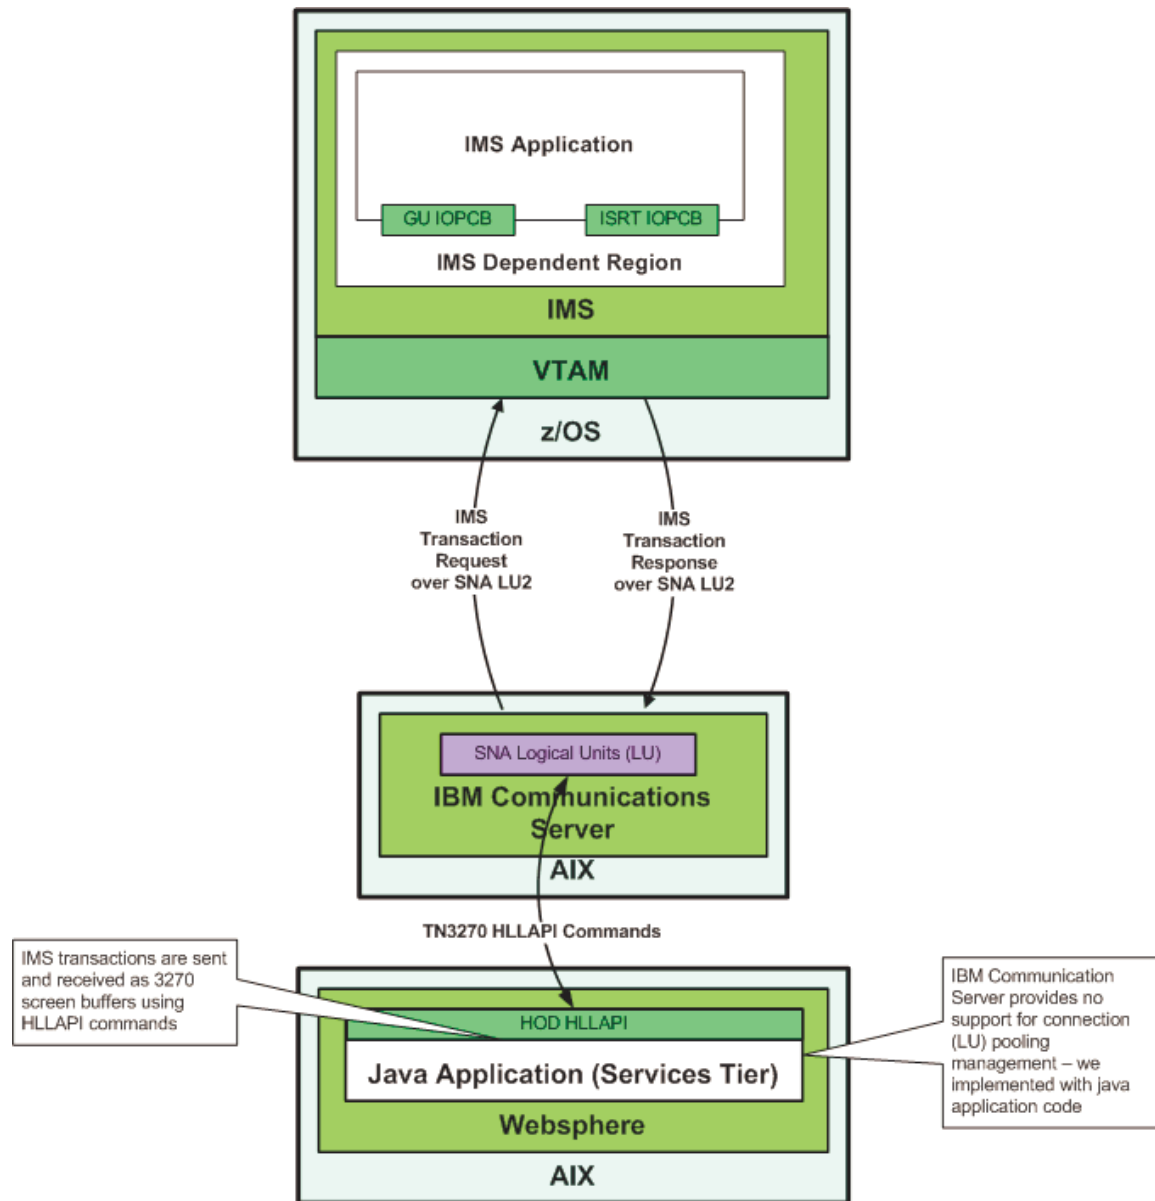 IMS Application
GU IOPCB
ISRT IOPCB
IMS Dependent Region
IMS
VTAM
z/OS
IMS
Transaction
Request
over SNA LU2
IMS
Transaction
Response
over SNA LU2
SNA Logical Units (LU)
IBM Communications
Server
AIX
TN3270 HLLAPI Commands
IMS transactions are sent
and received as 3270
screen buffers using
HLLAPI commands
IBM Communication
Server provides no
support for connection
(LU) pooling
management – we
implemented with java
application code
HOD HLLAPI
Java Application (Services Tier)
Websphere
AIX